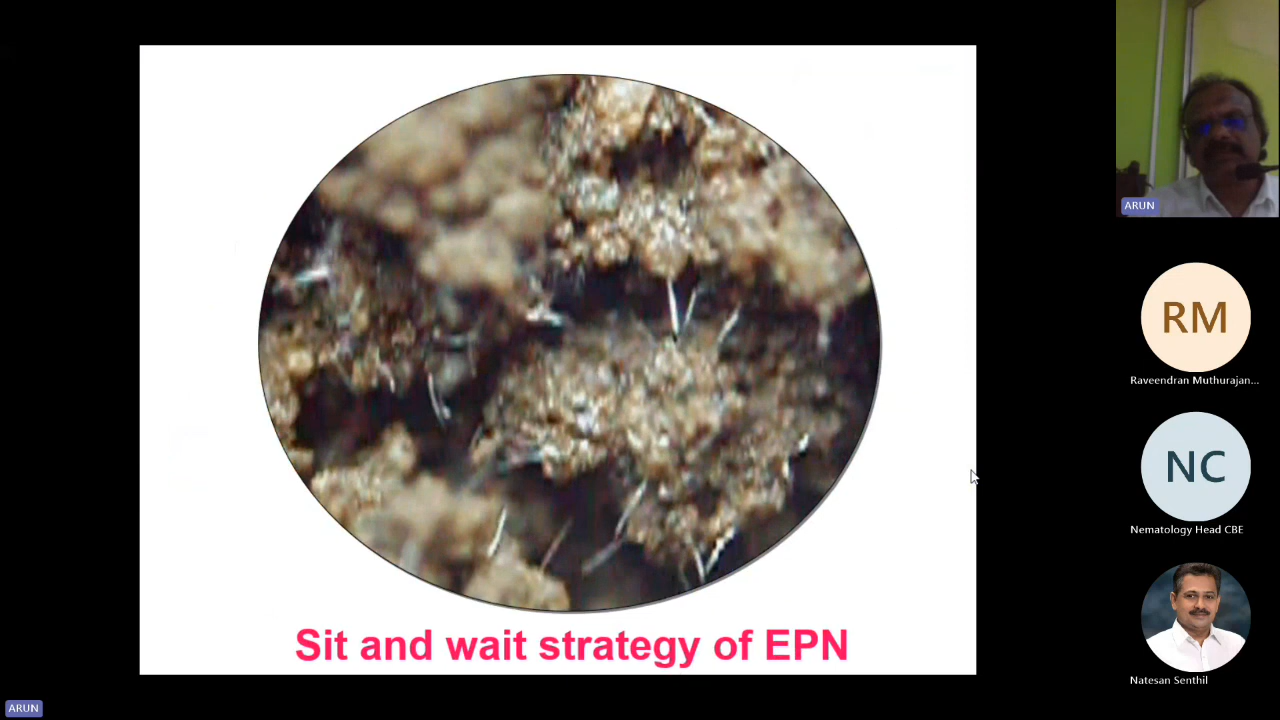 Sit and wait strategy of EPN
ARUN
RM
Raveendran Muthurajan...
NC
Nematology Head CBE
Natesan Senthil
ARUN